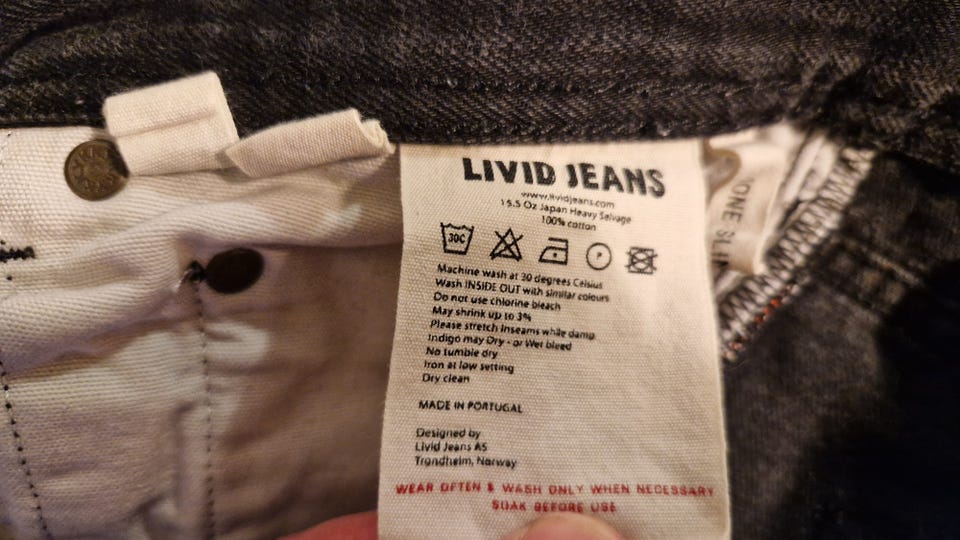 LIVID JEANS
www.lividjeans.com
15.5 Oz Japan Heavy Selvage
100% cotton
30C
P
Machine wash at 30 degrees Celsius
Wash INSIDE OUT with similar colours
Do not use chlorine bleach
May shrink up to 3%
Please stretch inseams while damp
Indigo may Dry - or Wet bleed
No tumble dry
Iron at low setting
Dry clean
MADE IN PORTUGAL
Designed by
Livid Jeans AS
Trondheim, Norway
WEAR OFTEN & WASH ONLY WHEN NECESSARY
SOAK BEFORE USE